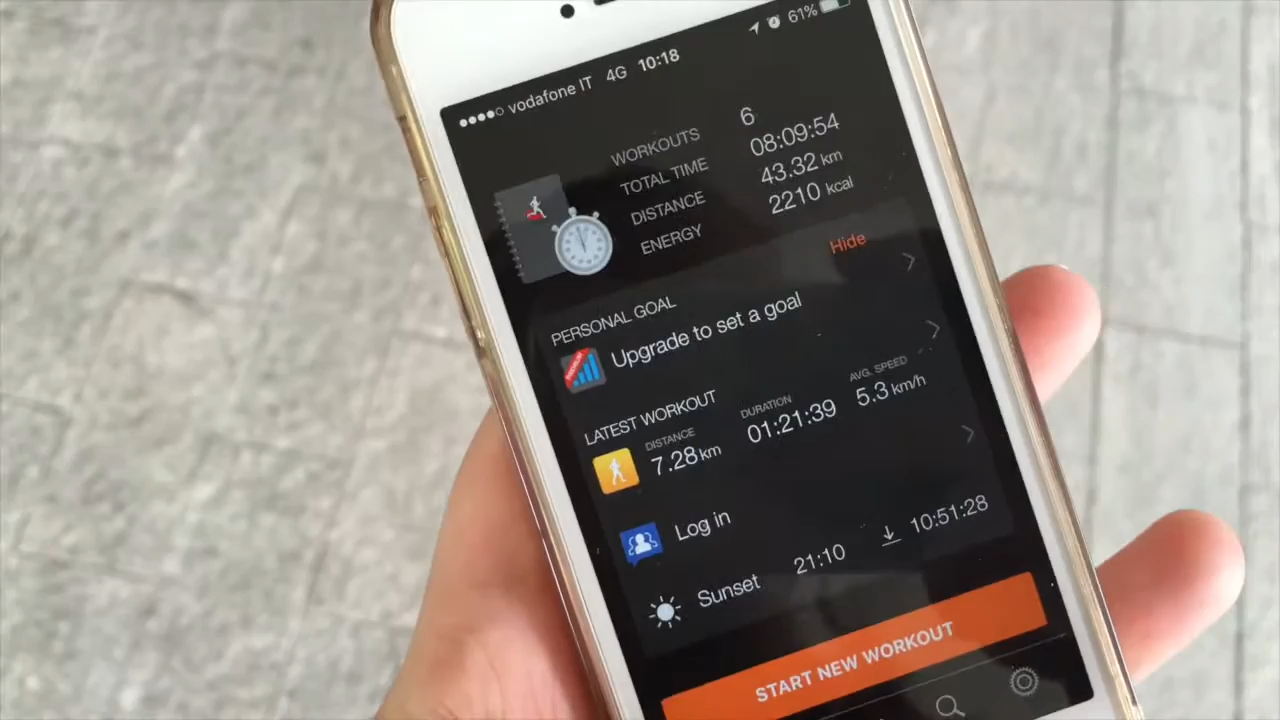 vodafone IT 4G 10:18 61%
WORKOUTS 6
TOTAL TIME 08:09:54
DISTANCE 43.32 km
ENERGY 2210 kcal
Hide
PERSONAL GOAL
Upgrade to set a goal
LATEST WORKOUT
DISTANCE DURATION AVG. SPEED
7.28 km 01:21:39 5.3 km/h
Log in
Sunset 21:10 10:51:28
START NEW WORKOUT